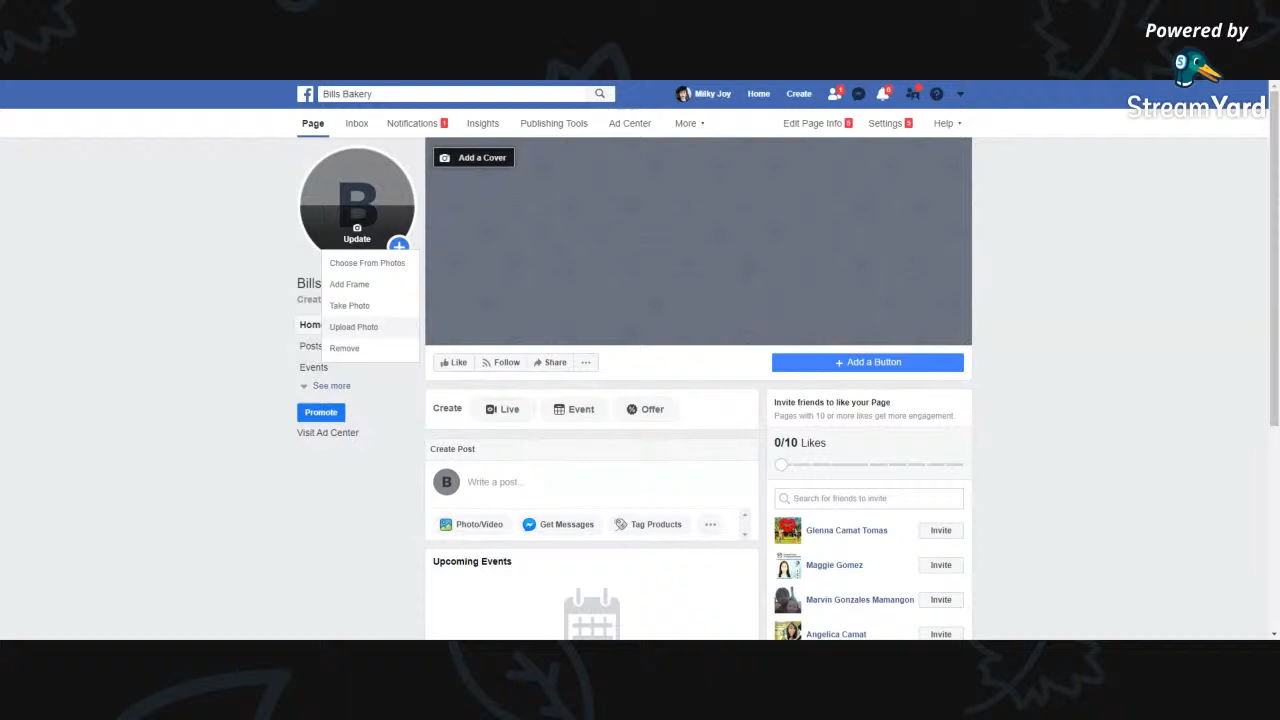 Powered by
StreamYard
Bills Bakery
Milky Joy
Home
Create
1
6
Page
Inbox
Notifications 1
Insights
Publishing Tools
Ad Center
More
Edit Page Info 5
Settings 5
Help
Add a Cover
B
Update
Choose From Photos
Add Frame
Take Photo
Upload Photo
Remove
Bills
Creat
Home
Posts
Events
See more
Promote
Visit Ad Center
Like
Follow
Share
+ Add a Button
Create
Live
Event
Offer
Create Post
B
Write a post...
Photo/Video
Get Messages
Tag Products
Upcoming Events
Invite friends to like your Page
Pages with 10 or more likes get more engagement.
0/10 Likes
Search for friends to invite
Glenna Camat Tomas
Invite
Maggie Gomez
Invite
Marvin Gonzales Mamangon
Invite
Angelica Camat
Invite